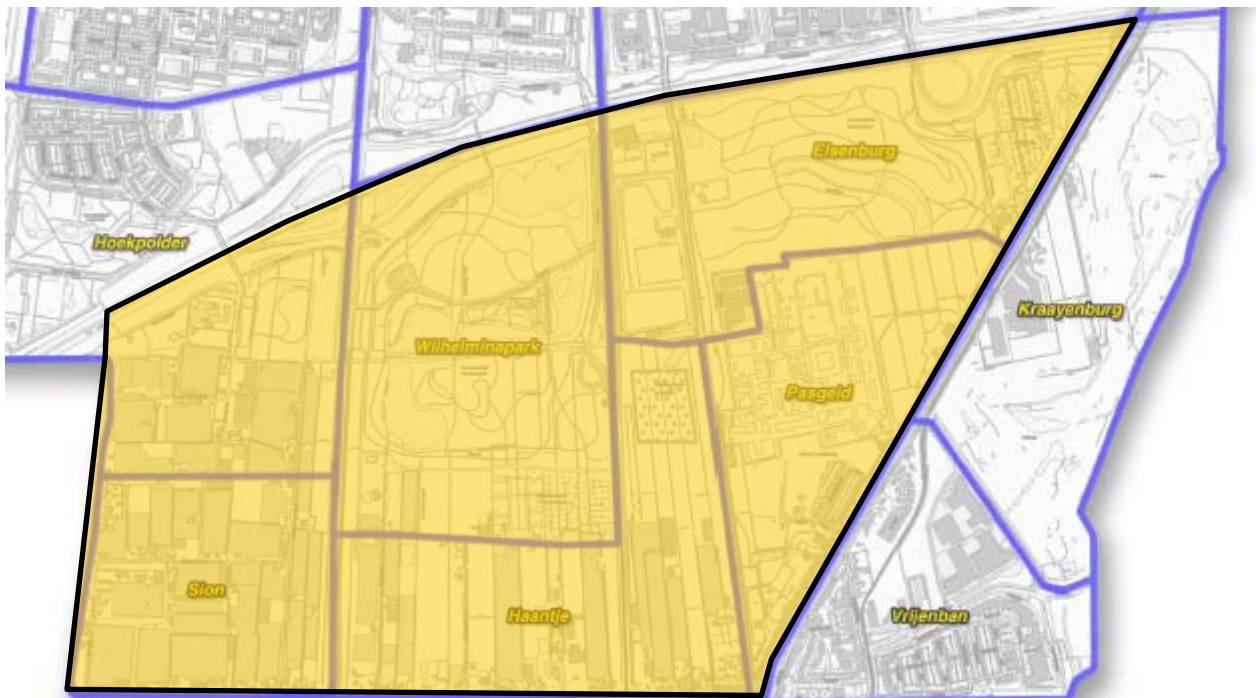 Elsenburg
Hoekpolder
Kraayenburg
Wilhelminapark
Pasgeld
Sion
Haantje
Vrijenban